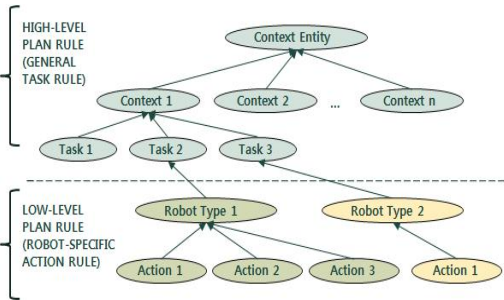 HIGH-LEVEL
PLAN RULE
(GENERAL
TASK RULE)
Context Entity
Context 1
Context 2
...
Context n
Task 1
Task 2
Task 3
LOW-LEVEL
PLAN RULE
(ROBOT-SPECIFIC
ACTION RULE)
Robot Type 1
Robot Type 2
Action 1
Action 2
Action 3
Action 1